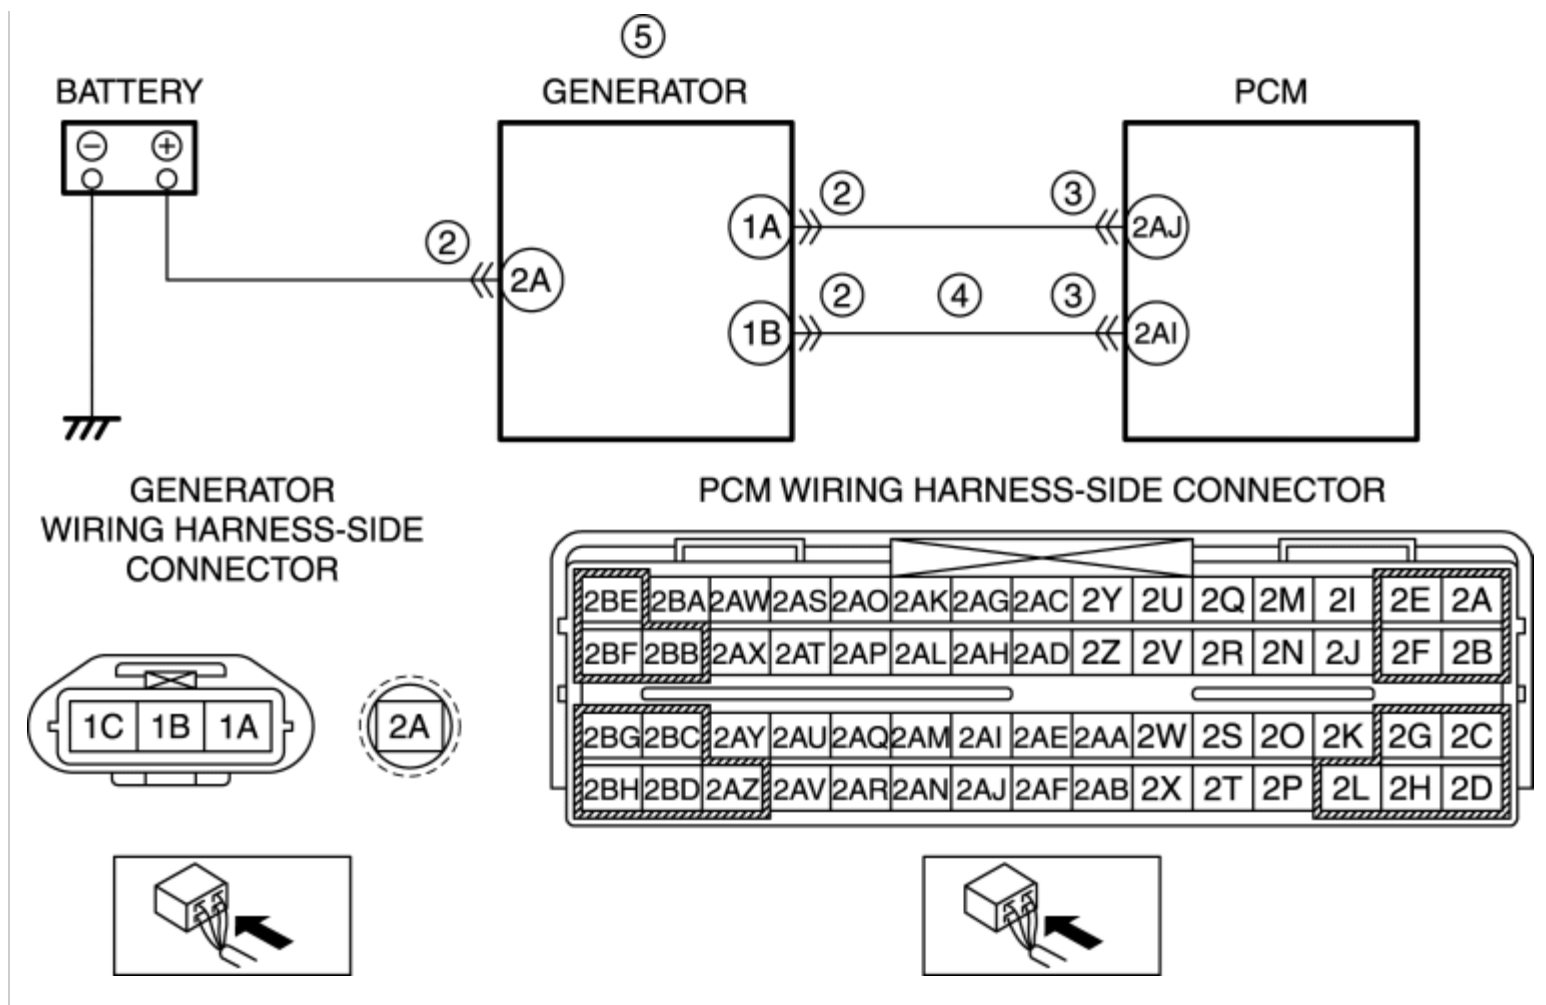 5
BATTERY GENERATOR PCM
− +
2 1A 2 3 2AJ
2 2A
1B 2 4 3 2AI
GENERATOR
WIRING HARNESS-SIDE
CONNECTOR
1C 1B 1A 2A
PCM WIRING HARNESS-SIDE CONNECTOR
2BE 2BA 2AW 2AS 2AO 2AK 2AG 2AC 2Y 2U 2Q 2M 2I 2E 2A
2BF 2BB 2AX 2AT 2AP 2AL 2AH 2AD 2Z 2V 2R 2N 2J 2F 2B
2BG 2BC 2AY 2AU 2AQ 2AM 2AI 2AE 2AA 2W 2S 2O 2K 2G 2C
2BH 2BD 2AZ 2AV 2AR 2AN 2AJ 2AF 2AB 2X 2T 2P 2L 2H 2D